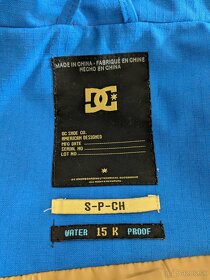 MADE IN CHINA - FABRIQUÉ EN CHINE
HECHO EN CHINA
DC
DC SHOE CO.
AMERICAN DESIGNED
MFG DATE
SERIAL NO
LOT NO.
S-P-CH
WATER 15 K PROOF